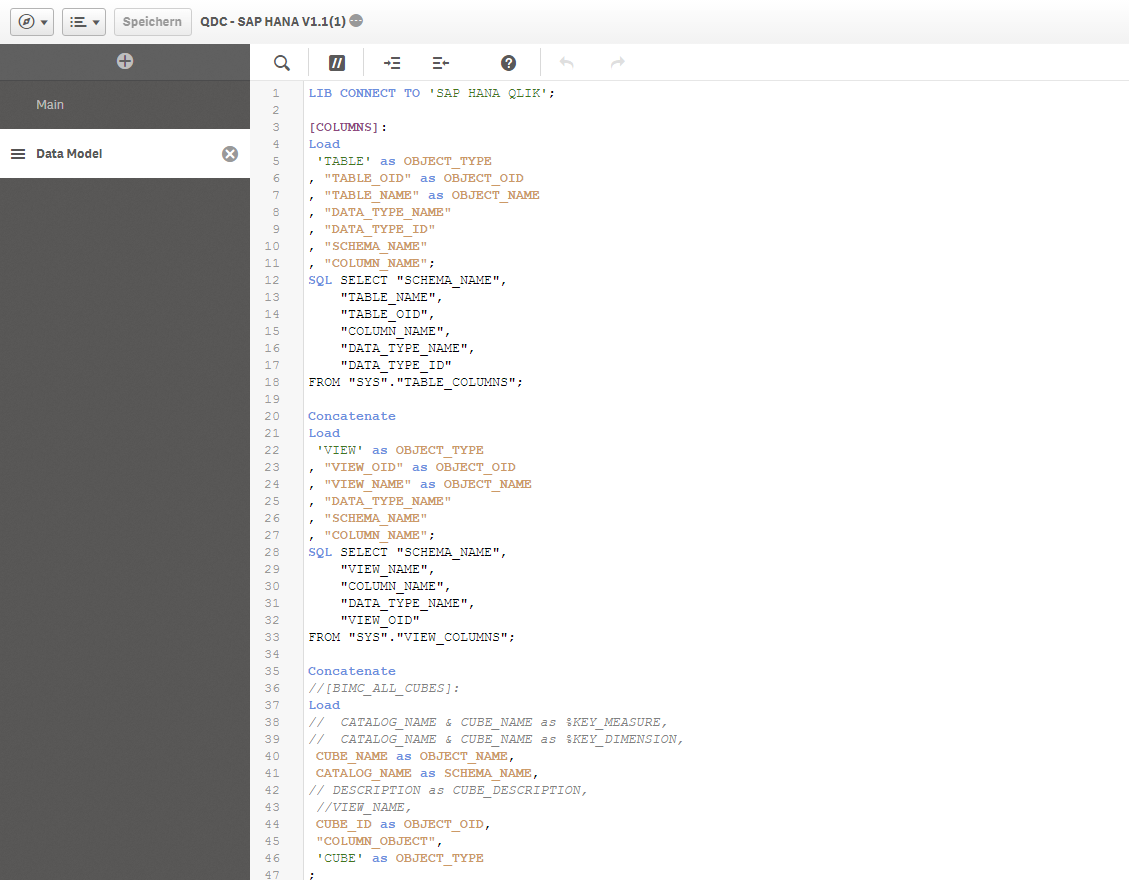 Speichern QDC - SAP HANA V1.1(1)
Main
Data Model
1 LIB CONNECT TO 'SAP HANA QLIK';
2
3 [COLUMNS]:
4 Load
5 'TABLE' as OBJECT_TYPE
6 , "TABLE_OID" as OBJECT_OID
7 , "TABLE_NAME" as OBJECT_NAME
8 , "DATA_TYPE_NAME"
9 , "DATA_TYPE_ID"
10 , "SCHEMA_NAME"
11 , "COLUMN_NAME";
12 SQL SELECT "SCHEMA_NAME",
13 "TABLE_NAME",
14 "TABLE_OID",
15 "COLUMN_NAME",
16 "DATA_TYPE_NAME",
17 "DATA_TYPE_ID"
18 FROM "SYS"."TABLE_COLUMNS";
19
20 Concatenate
21 Load
22 'VIEW' as OBJECT_TYPE
23 , "VIEW_OID" as OBJECT_OID
24 , "VIEW_NAME" as OBJECT_NAME
25 , "DATA_TYPE_NAME"
26 , "SCHEMA_NAME"
27 , "COLUMN_NAME";
28 SQL SELECT "SCHEMA_NAME",
29 "VIEW_NAME",
30 "COLUMN_NAME",
31 "DATA_TYPE_NAME",
32 "VIEW_OID"
33 FROM "SYS"."VIEW_COLUMNS";
34
35 Concatenate
36 //[BIMC_ALL_CUBES]:
37 Load
38 // CATALOG_NAME & CUBE_NAME as %KEY_MEASURE,
39 // CATALOG_NAME & CUBE_NAME as %KEY_DIMENSION,
40 CUBE_NAME as OBJECT_NAME,
41 CATALOG_NAME as SCHEMA_NAME,
42 // DESCRIPTION as CUBE_DESCRIPTION,
43 //VIEW_NAME,
44 CUBE_ID as OBJECT_OID,
45 "COLUMN_OBJECT",
46 'CUBE' as OBJECT_TYPE
47 ;